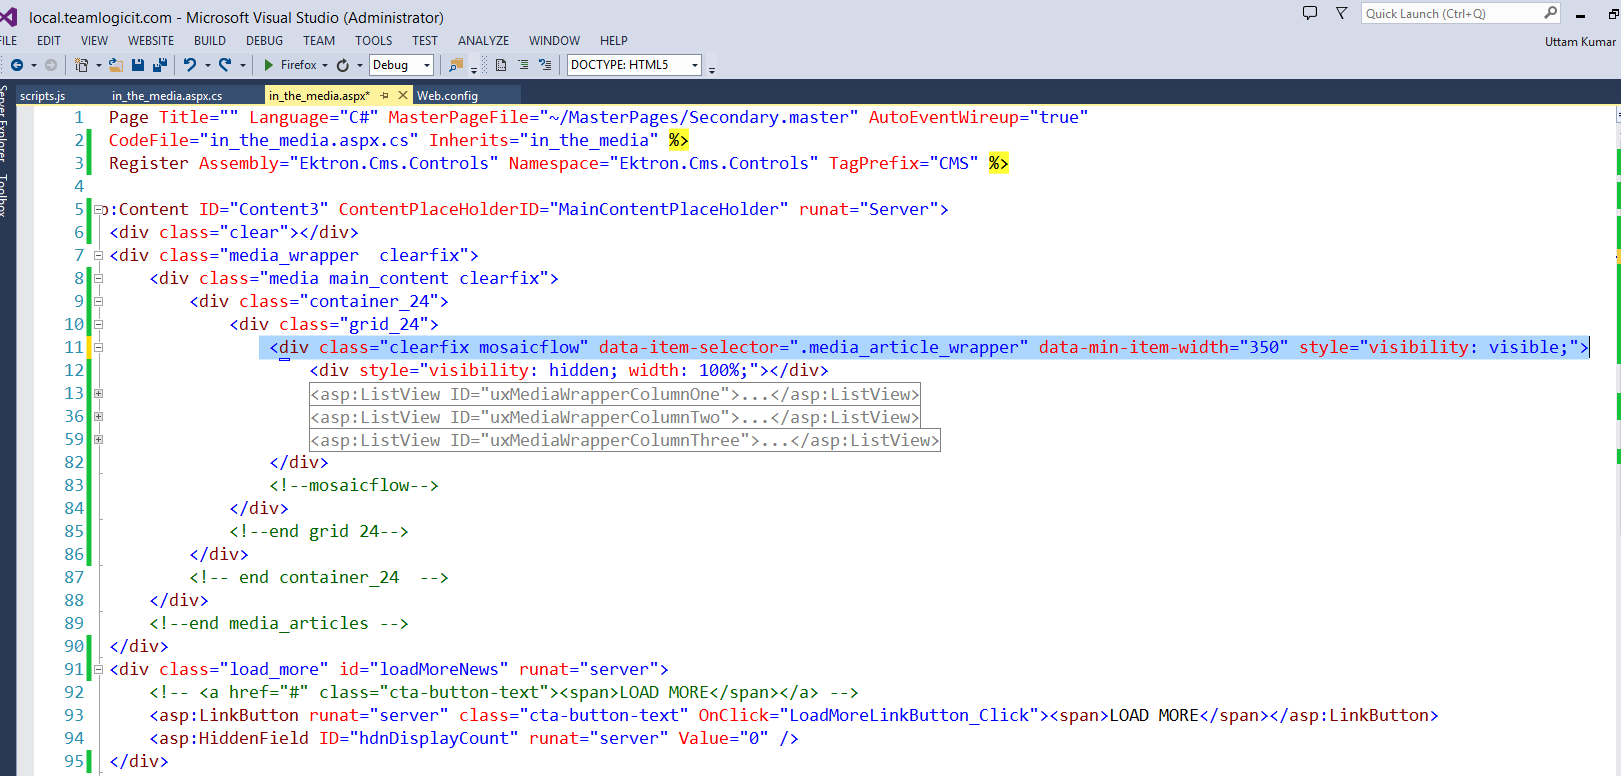 local.teamlogicit.com - Microsoft Visual Studio (Administrator)
Quick Launch (Ctrl+Q)
FILE EDIT VIEW WEBSITE BUILD DEBUG TEAM TOOLS TEST ANALYZE WINDOW HELP
Uttam Kumar
Firefox Debug DOCTYPE: HTML5
Server Explorer
Toolbox
scripts.js in_the_media.aspx.cs in_the_media.aspx* Web.config
1 Page Title="" Language="C#" MasterPageFile="~/MasterPages/Secondary.master" AutoEventWireup="true"
2 CodeFile="in_the_media.aspx.cs" Inherits="in_the_media" %>
3 Register Assembly="Ektron.Cms.Controls" Namespace="Ektron.Cms.Controls" TagPrefix="CMS" %>
4
5 p:Content ID="Content3" ContentPlaceHolderID="MainContentPlaceHolder" runat="Server">
6 <div class="clear"></div>
7 <div class="media_wrapper  clearfix">
8 <div class="media main_content clearfix">
9 <div class="container_24">
10 <div class="grid_24">
11 <div class="clearfix mosaicflow" data-item-selector=".media_article_wrapper" data-min-item-width="350" style="visibility: visible;">
12 <div style="visibility: hidden; width: 100%;"></div>
13 <asp:ListView ID="uxMediaWrapperColumnOne">...</asp:ListView>
36 <asp:ListView ID="uxMediaWrapperColumnTwo">...</asp:ListView>
59 <asp:ListView ID="uxMediaWrapperColumnThree">...</asp:ListView>
82 </div>
83 <!--mosaicflow-->
84 </div>
85 <!--end grid 24-->
86 </div>
87 <!-- end container_24  -->
88 </div>
89 <!--end media_articles -->
90 </div>
91 <div class="load_more" id="loadMoreNews" runat="server">
92 <!-- <a href="#" class="cta-button-text"><span>LOAD MORE</span></a> -->
93 <asp:LinkButton runat="server" class="cta-button-text" OnClick="LoadMoreLinkButton_Click"><span>LOAD MORE</span></asp:LinkButton>
94 <asp:HiddenField ID="hdnDisplayCount" runat="server" Value="0" />
95 </div>